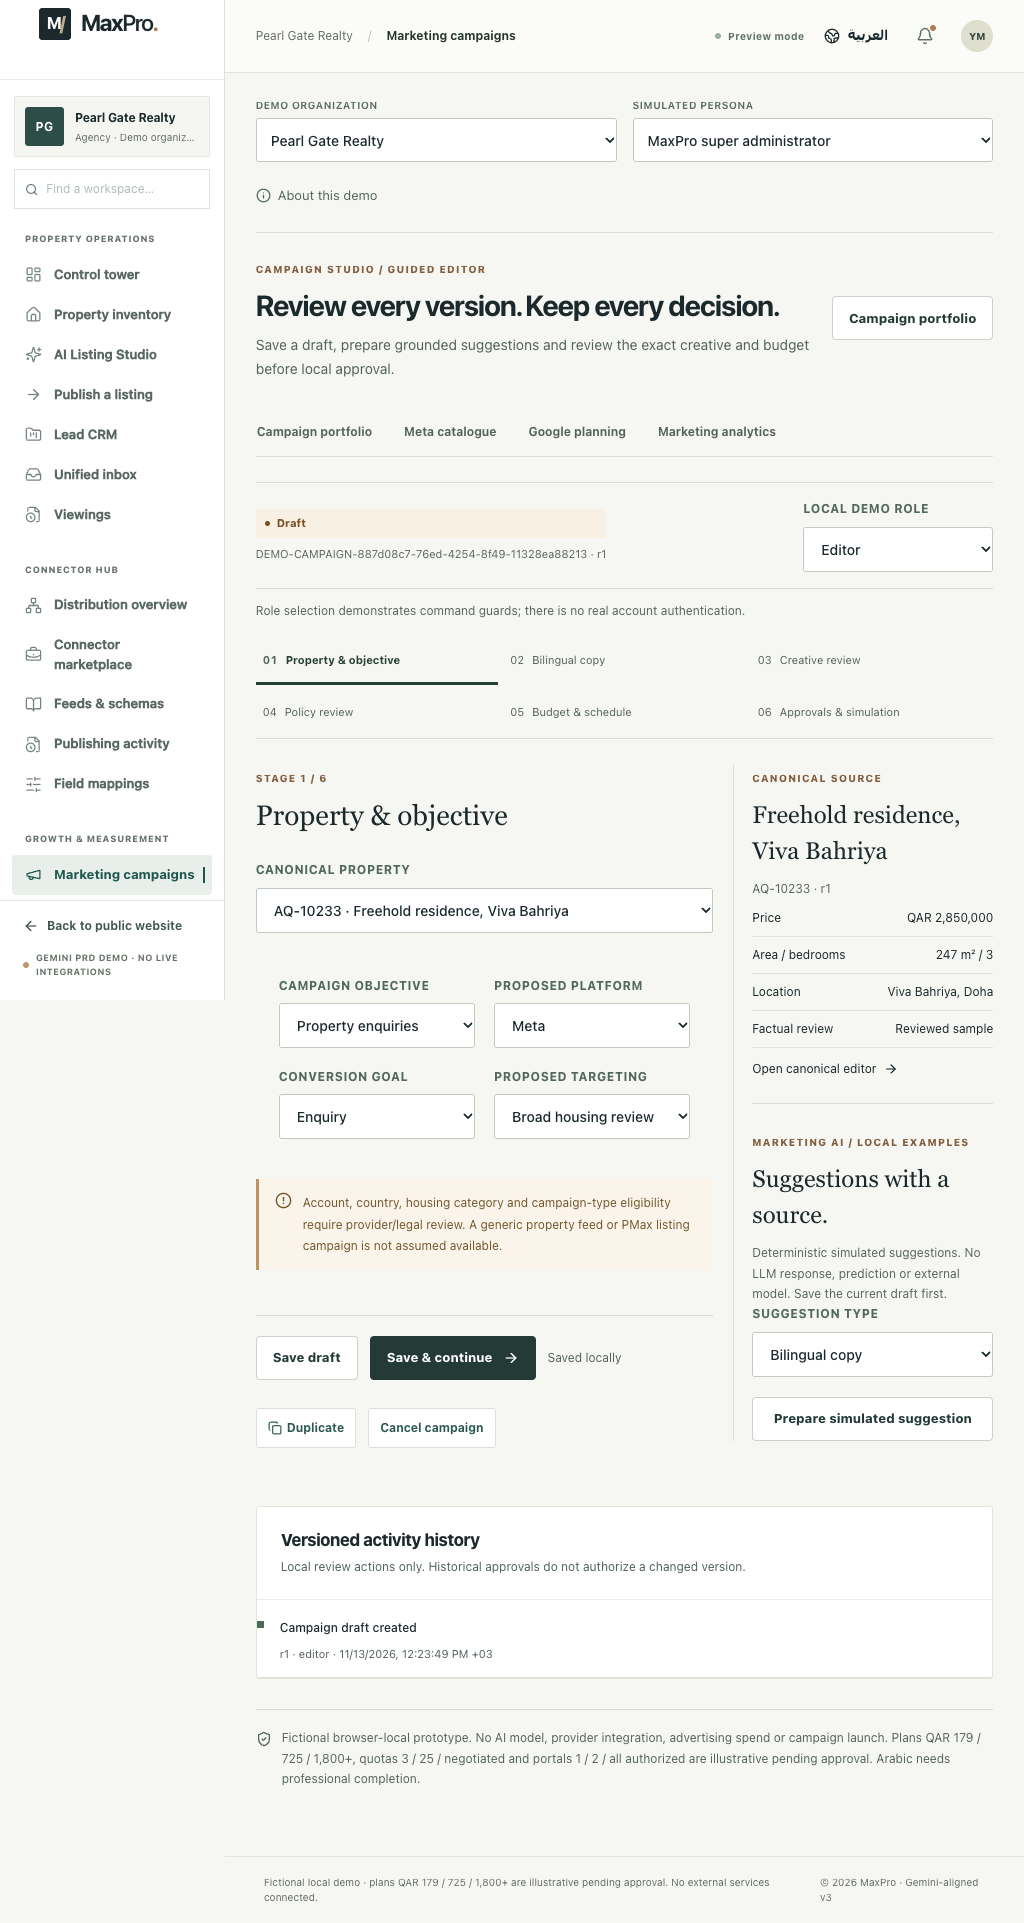 M/ MaxPro.
PG
Pearl Gate Realty
Agency · Demo organiz...
Find a workspace...
PROPERTY OPERATIONS
Control tower
Property inventory
AI Listing Studio
Publish a listing
Lead CRM
Unified inbox
Viewings
CONNECTOR HUB
Distribution overview
Connector
marketplace
Feeds & schemas
Publishing activity
Field mappings
GROWTH & MEASUREMENT
Marketing campaigns
Back to public website
GEMINI PRD DEMO · NO LIVE
INTEGRATIONS
Pearl Gate Realty / Marketing campaigns
Preview mode
العربية
YM
DEMO ORGANIZATION
Pearl Gate Realty
SIMULATED PERSONA
MaxPro super administrator
About this demo
CAMPAIGN STUDIO / GUIDED EDITOR
Review every version. Keep every decision.
Save a draft, prepare grounded suggestions and review the exact creative and budget
before local approval.
Campaign portfolio
Campaign portfolio
Meta catalogue
Google planning
Marketing analytics
Draft
DEMO-CAMPAIGN-887d08c7-76ed-4254-8f49-11328ea88213 · r1
LOCAL DEMO ROLE
Editor
Role selection demonstrates command guards; there is no real account authentication.
01 Property & objective
02 Bilingual copy
03 Creative review
04 Policy review
05 Budget & schedule
06 Approvals & simulation
STAGE 1 / 6
Property & objective
CANONICAL PROPERTY
AQ-10233 · Freehold residence, Viva Bahriya
CAMPAIGN OBJECTIVE
Property enquiries
PROPOSED PLATFORM
Meta
CONVERSION GOAL
Enquiry
PROPOSED TARGETING
Broad housing review
Account, country, housing category and campaign-type eligibility
require provider/legal review. A generic property feed or PMax listing
campaign is not assumed available.
Save draft
Save & continue
Saved locally
Duplicate
Cancel campaign
CANONICAL SOURCE
Freehold residence,
Viva Bahriya
AQ-10233 · r1
Price QAR 2,850,000
Area / bedrooms 247 m² / 3
Location Viva Bahriya, Doha
Factual review Reviewed sample
Open canonical editor
MARKETING AI / LOCAL EXAMPLES
Suggestions with a
source.
Deterministic simulated suggestions. No
LLM response, prediction or external
model. Save the current draft first.
SUGGESTION TYPE
Bilingual copy
Prepare simulated suggestion
Versioned activity history
Local review actions only. Historical approvals do not authorize a changed version.
Campaign draft created
r1 · editor · 11/13/2026, 12:23:49 PM +03
Fictional browser-local prototype. No AI model, provider integration, advertising spend or campaign launch. Plans QAR 179 /
725 / 1,800+, quotas 3 / 25 / negotiated and portals 1 / 2 / all authorized are illustrative pending approval. Arabic needs
professional completion.
Fictional local demo · plans QAR 179 / 725 / 1,800+ are illustrative pending approval. No external services
connected.
© 2026 MaxPro · Gemini-aligned
v3